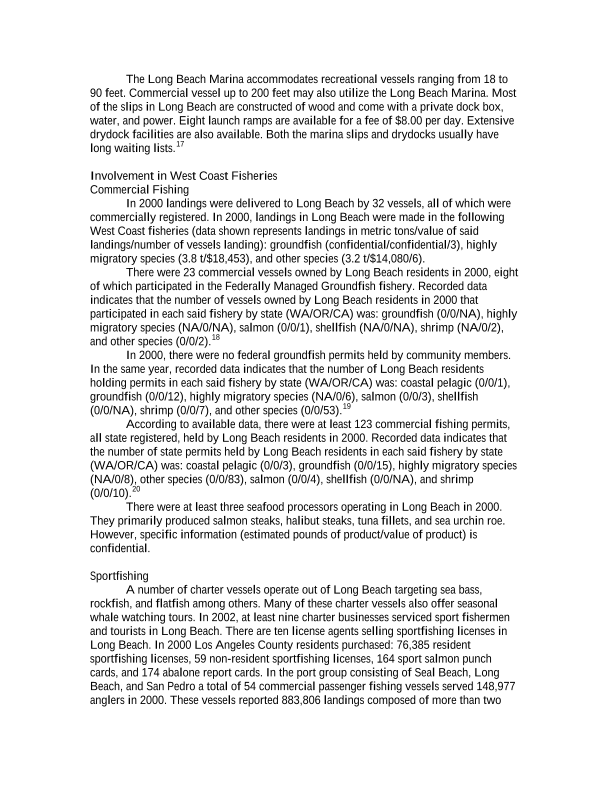 The Long Beach Marina accommodates recreational vessels ranging from 18 to
90 feet. Commercial vessel up to 200 feet may also utilize the Long Beach Marina. Most
of the slips in Long Beach are constructed of wood and come with a private dock box,
water, and power. Eight launch ramps are available for a fee of $8.00 per day. Extensive
drydock facilities are also available. Both the marina slips and drydocks usually have
long waiting lists.17
Involvement in West Coast Fisheries
Commercial Fishing
In 2000 landings were delivered to Long Beach by 32 vessels, all of which were
commercially registered. In 2000, landings in Long Beach were made in the following
West Coast fisheries (data shown represents landings in metric tons/value of said
landings/number of vessels landing): groundfish (confidential/confidential/3), highly
migratory species (3.8 t/$18,453), and other species (3.2 t/$14,080/6).
There were 23 commercial vessels owned by Long Beach residents in 2000, eight
of which participated in the Federally Managed Groundfish fishery. Recorded data
indicates that the number of vessels owned by Long Beach residents in 2000 that
participated in each said fishery by state (WA/OR/CA) was: groundfish (0/0/NA), highly
migratory species (NA/0/NA), salmon (0/0/1), shellfish (NA/0/NA), shrimp (NA/0/2),
and other species (0/0/2).18
In 2000, there were no federal groundfish permits held by community members.
In the same year, recorded data indicates that the number of Long Beach residents
holding permits in each said fishery by state (WA/OR/CA) was: coastal pelagic (0/0/1),
groundfish (0/0/12), highly migratory species (NA/0/6), salmon (0/0/3), shellfish
(0/0/NA), shrimp (0/0/7), and other species (0/0/53).19
According to available data, there were at least 123 commercial fishing permits,
all state registered, held by Long Beach residents in 2000. Recorded data indicates that
the number of state permits held by Long Beach residents in each said fishery by state
(WA/OR/CA) was: coastal pelagic (0/0/3), groundfish (0/0/15), highly migratory species
(NA/0/8), other species (0/0/83), salmon (0/0/4), shellfish (0/0/NA), and shrimp
(0/0/10).20
There were at least three seafood processors operating in Long Beach in 2000.
They primarily produced salmon steaks, halibut steaks, tuna fillets, and sea urchin roe.
However, specific information (estimated pounds of product/value of product) is
confidential.
Sportfishing
A number of charter vessels operate out of Long Beach targeting sea bass,
rockfish, and flatfish among others. Many of these charter vessels also offer seasonal
whale watching tours. In 2002, at least nine charter businesses serviced sport fishermen
and tourists in Long Beach. There are ten license agents selling sportfishing licenses in
Long Beach. In 2000 Los Angeles County residents purchased: 76,385 resident
sportfishing licenses, 59 non-resident sportfishing licenses, 164 sport salmon punch
cards, and 174 abalone report cards. In the port group consisting of Seal Beach, Long
Beach, and San Pedro a total of 54 commercial passenger fishing vessels served 148,977
anglers in 2000. These vessels reported 883,806 landings composed of more than two